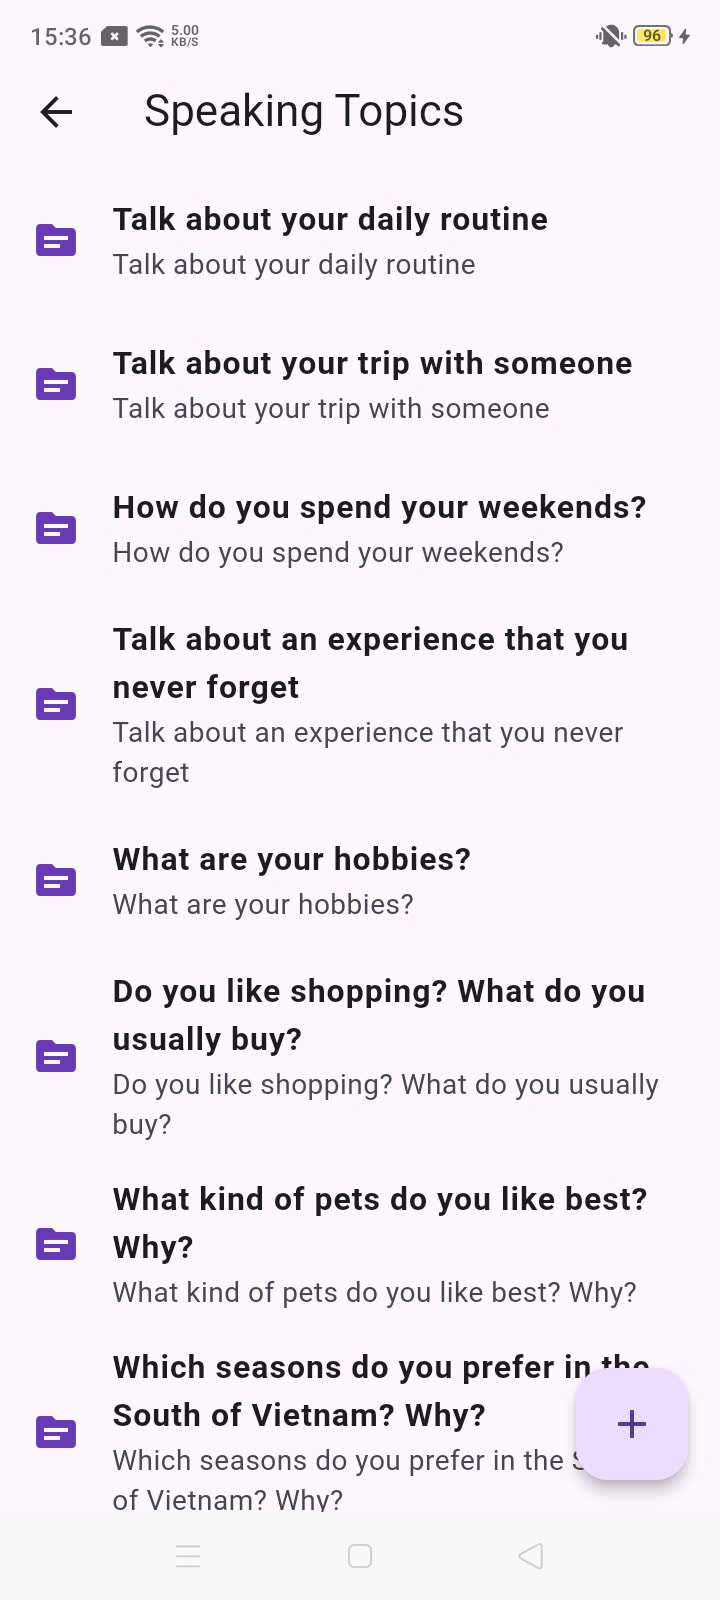 15:36
5.00
KB/S
96
Speaking Topics
Talk about your daily routine
Talk about your daily routine
Talk about your trip with someone
Talk about your trip with someone
How do you spend your weekends?
How do you spend your weekends?
Talk about an experience that you
never forget
Talk about an experience that you never
forget
What are your hobbies?
What are your hobbies?
Do you like shopping? What do you
usually buy?
Do you like shopping? What do you usually
buy?
What kind of pets do you like best?
Why?
What kind of pets do you like best? Why?
Which seasons do you prefer in the
South of Vietnam? Why?
Which seasons do you prefer in the
of Vietnam? Why?